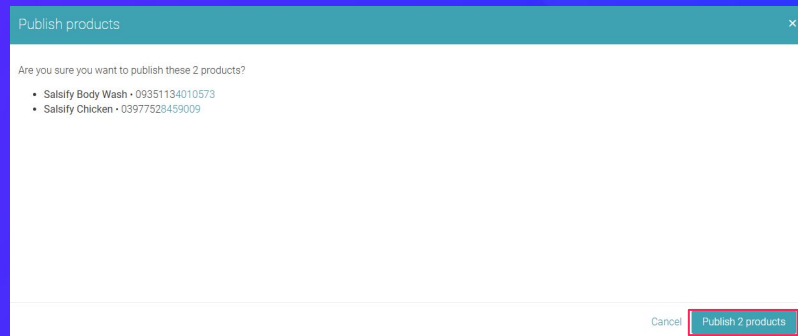 Publish products ×
Are you sure you want to publish these 2 products?
• Salsify Body Wash • 09351134010573
• Salsify Chicken • 03977528459009
Cancel Publish 2 products